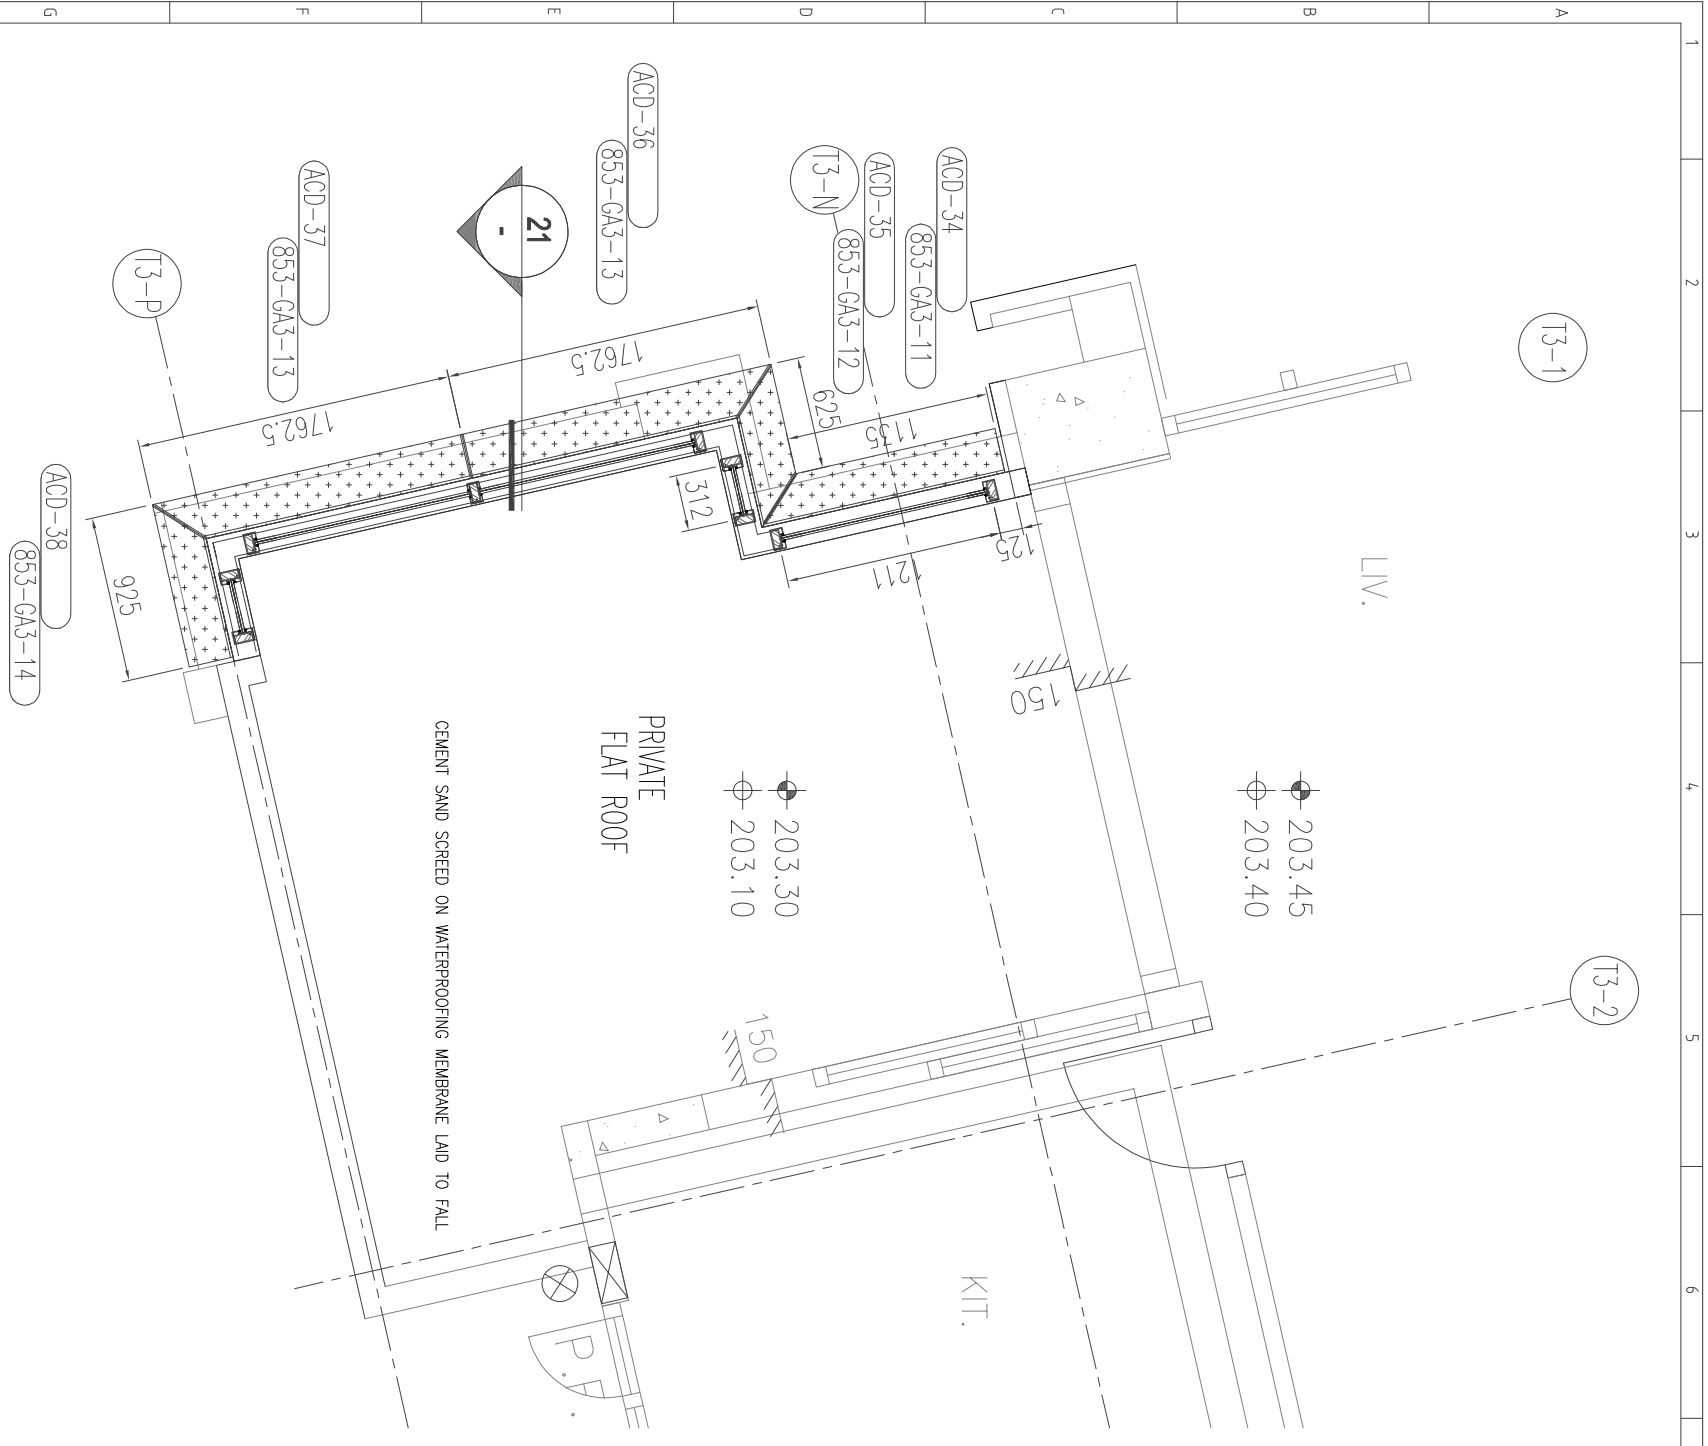 A
B
C
D
E
F
G
1
2
3
4
5
6
T3-1
T3-2
LIV.
203.45
203.40
ACD-34
853-GA3-11
ACD-35
853-GA3-12
T3-N
ACD-36
853-GA3-13
21
-
ACD-37
853-GA3-13
T3-P
ACD-38
853-GA3-14
1762.5
1762.5
625
1135
312
125
1211
925
150
150
203.30
203.10
PRIVATE
FLAT ROOF
CEMENT SAND SCREED ON WATERPROOFING MEMBRANE LAID TO FALL
KIT.